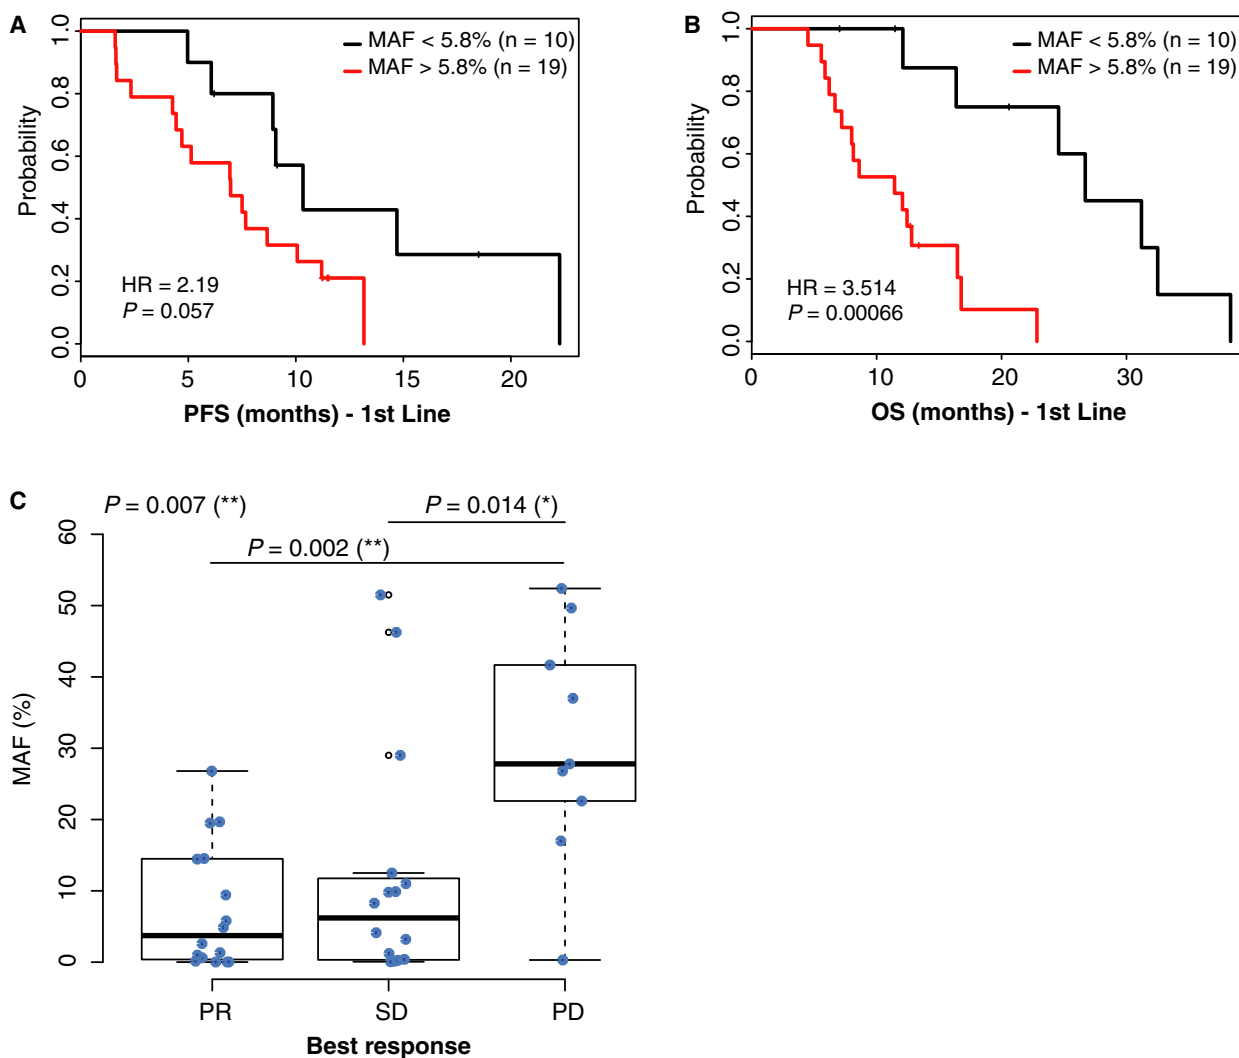 A
MAF < 5.8% (n = 10)
MAF > 5.8% (n = 19)
Probability
1.0
0.8
0.6
0.4
0.2
0.0
HR = 2.19
P = 0.057
0 5 10 15 20
PFS (months) - 1st Line
B
MAF < 5.8% (n = 10)
MAF > 5.8% (n = 19)
Probability
1.0
0.8
0.6
0.4
0.2
0.0
HR = 3.514
P = 0.00066
0 10 20 30
OS (months) - 1st Line
C
P = 0.007 (**)
P = 0.014 (*)
P = 0.002 (**)
MAF (%)
60
50
40
30
20
10
0
PR SD PD
Best response